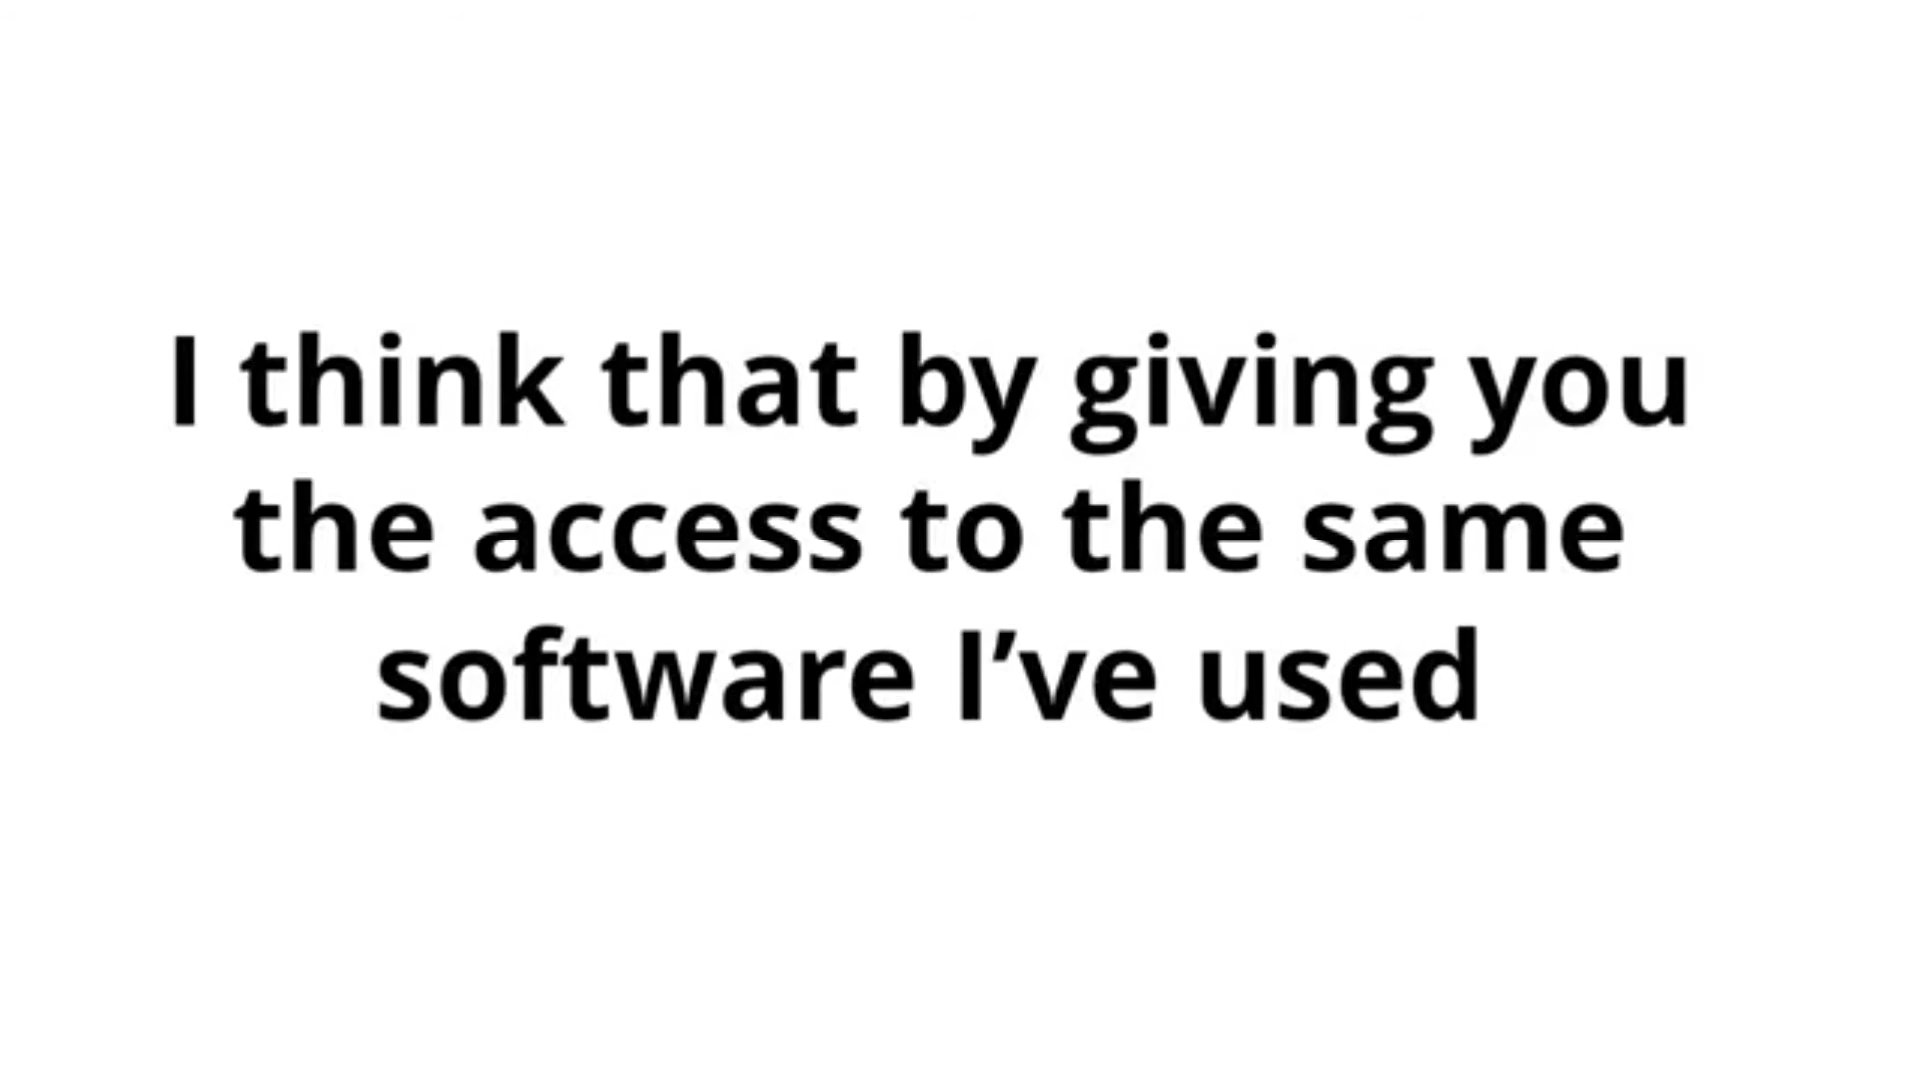 I think that by giving you
the access to the same
software I’ve used